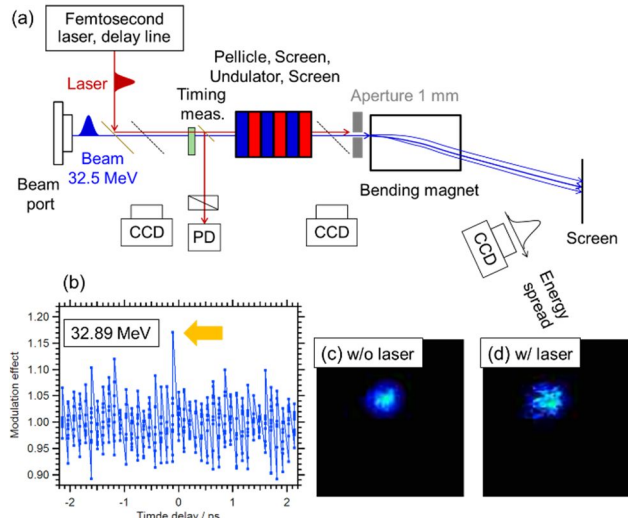 (a)
Femtosecond
laser, delay line
Laser
Pellicle, Screen,
Undulator, Screen
Timing
meas.
Aperture 1 mm
Beam
32.5 MeV
Beam
port
CCD
PD
CCD
Bending magnet
CCD
Energy
spread
Screen
(b)
32.89 MeV
Modulation effect
1.20
1.15
1.10
1.05
1.00
0.95
0.90
-2
-1
0
1
2
Timde delay / ps
(c) w/o laser
(d) w/ laser